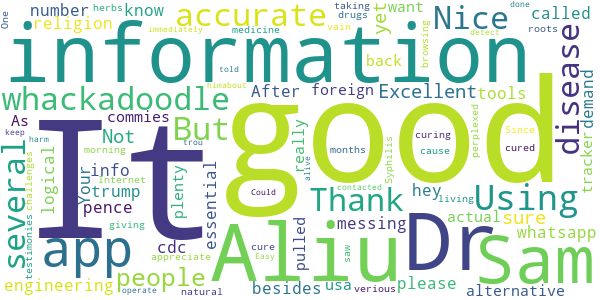 One herbs number know religion
accurate
Nice
called
taking drugs
yet want
browsing
done immediately detect
roots medicine vain
information
told himabout
back
After foreign Excellent tools
whackadoodle
As commies
Not
But
really
months
curing cause
perplexed
Since
cured
disease
demand
tracker
keep harm
several
testimonies
challenges
logical
Your
info
trump
pence
morning
internet
giving
plenty
essential
trou
It
good
Could
alive
contacted
Syphilis
living
Thank
hey
Using
actual sure
app
cdc
people
appreciate
engineering
natural
operate
cure
Easy
saw
Aliu
pulled
messing
besides usa
verious
please
Dr
Sam
whatsapp
alternative